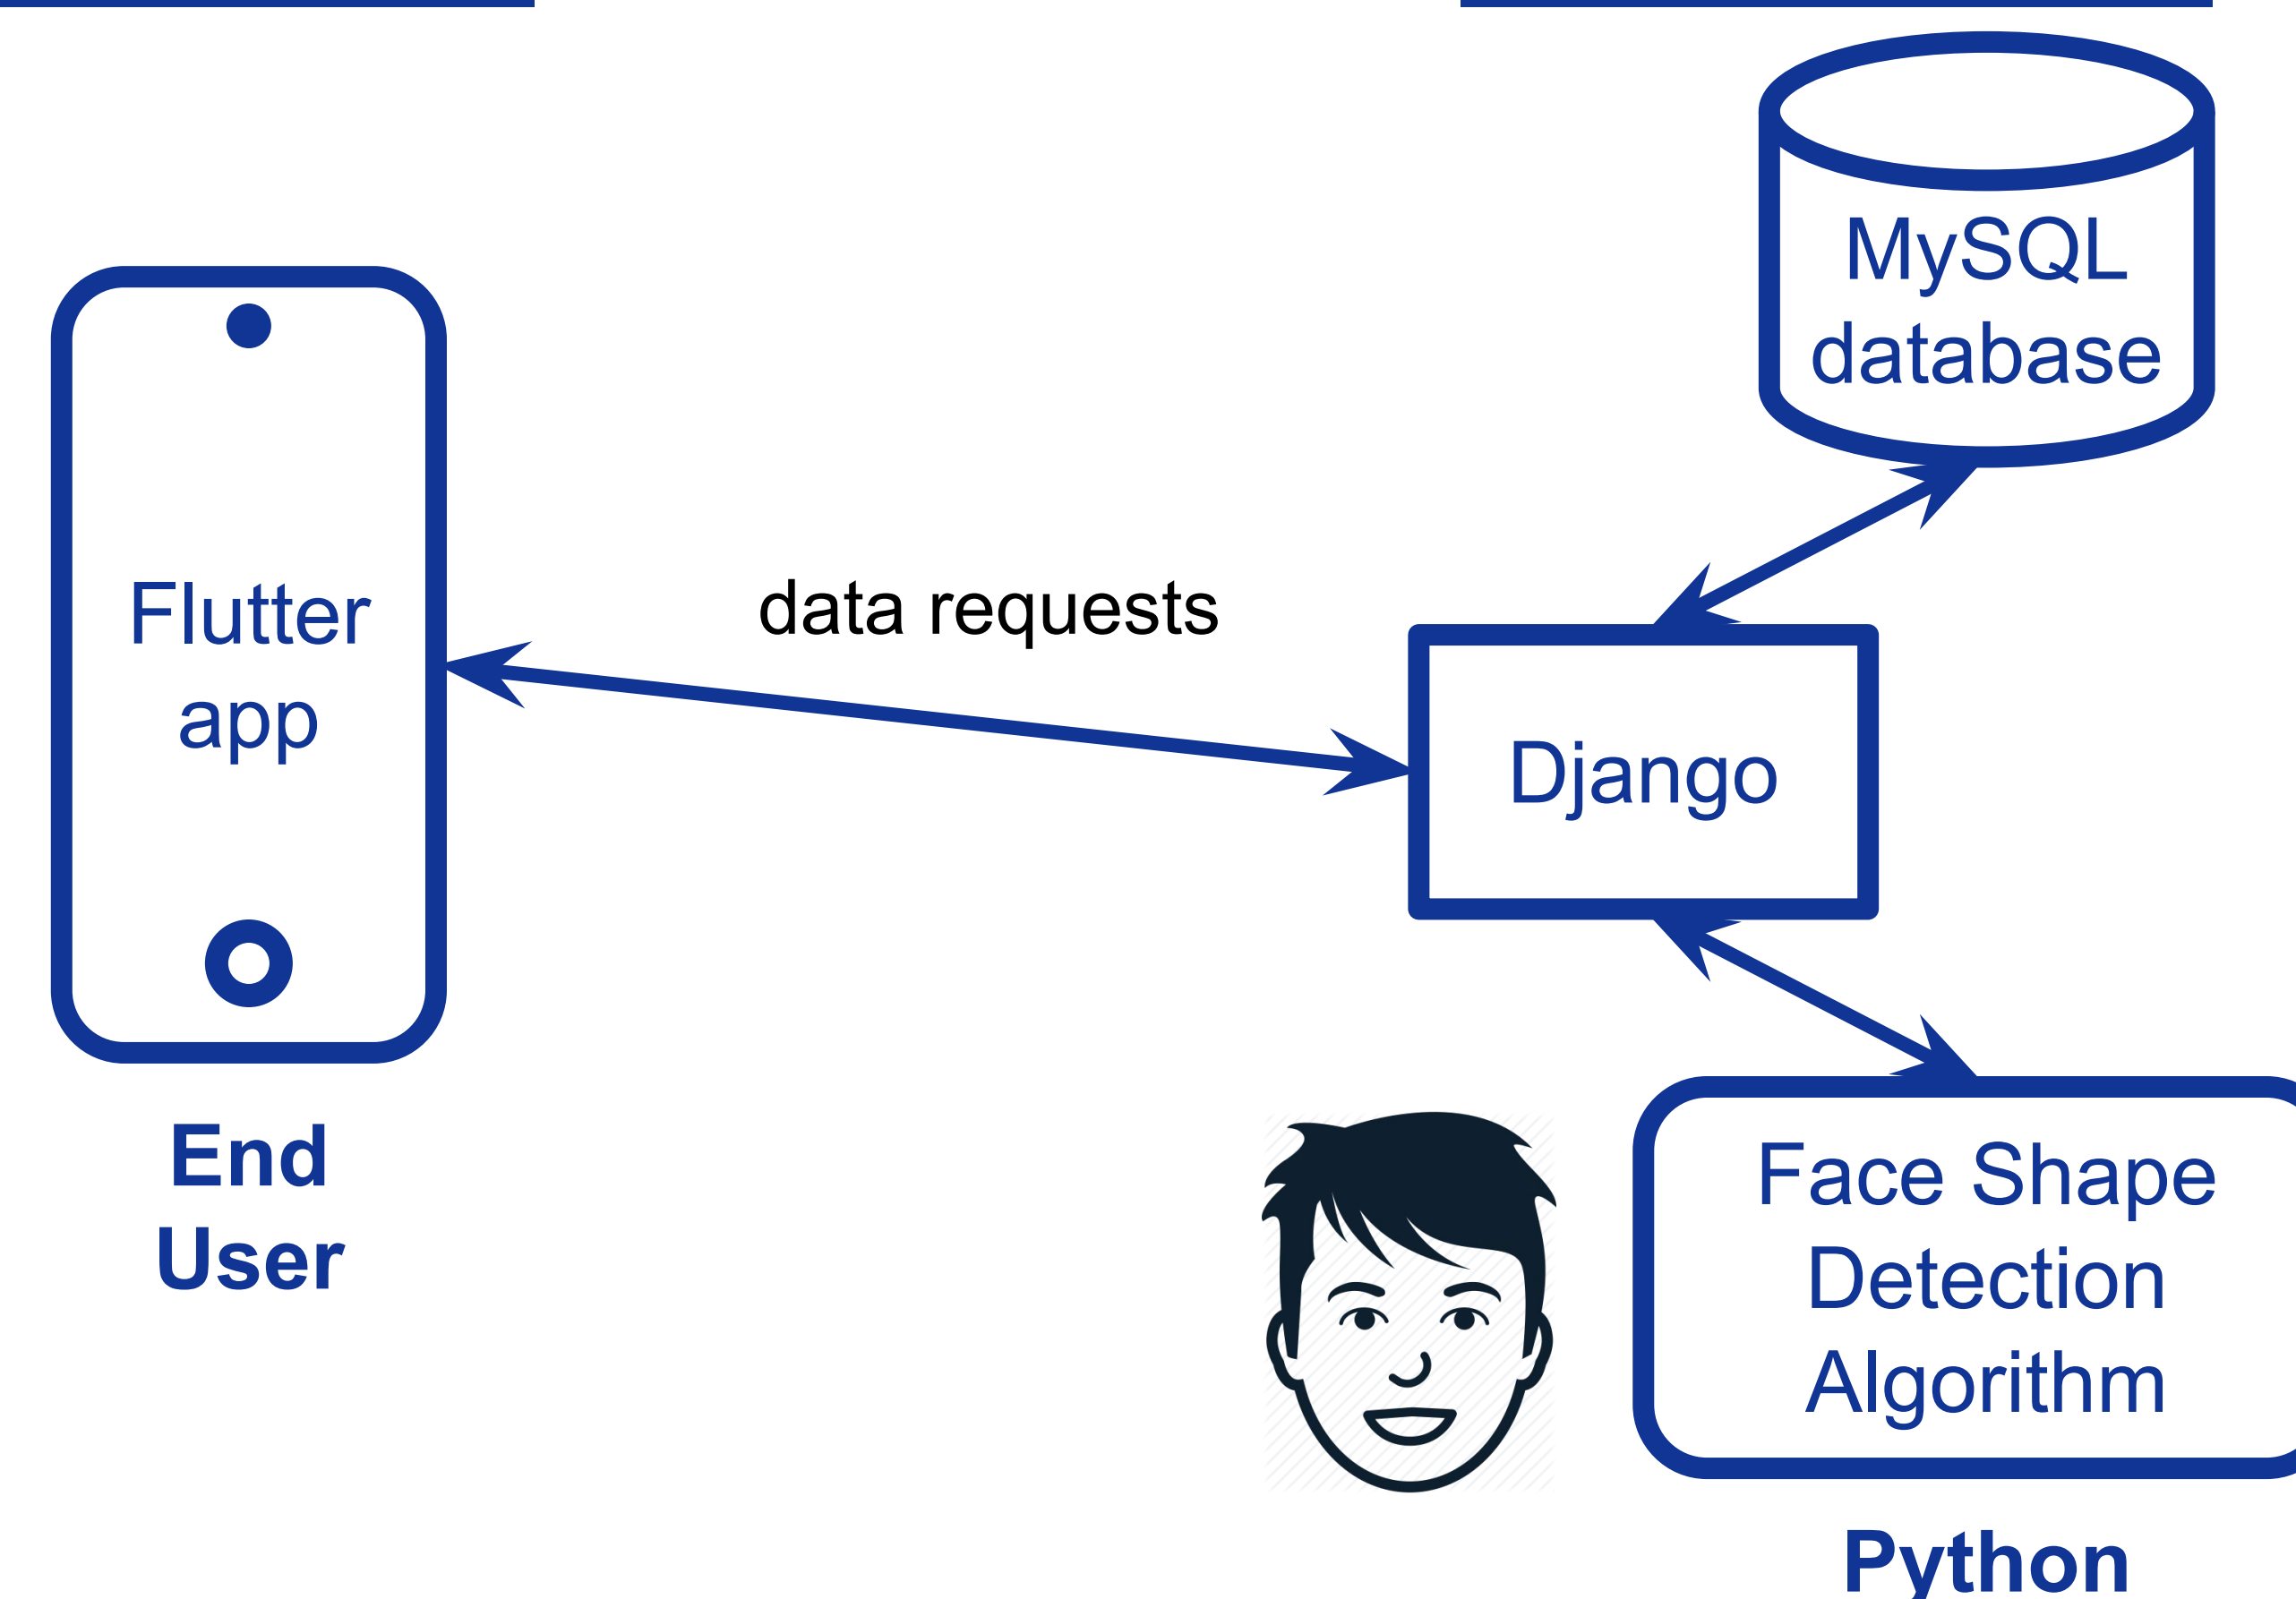 MySQL
database
Flutter
app
data requests
Django
End
User
Face Shape
Detection
Algorithm
Python